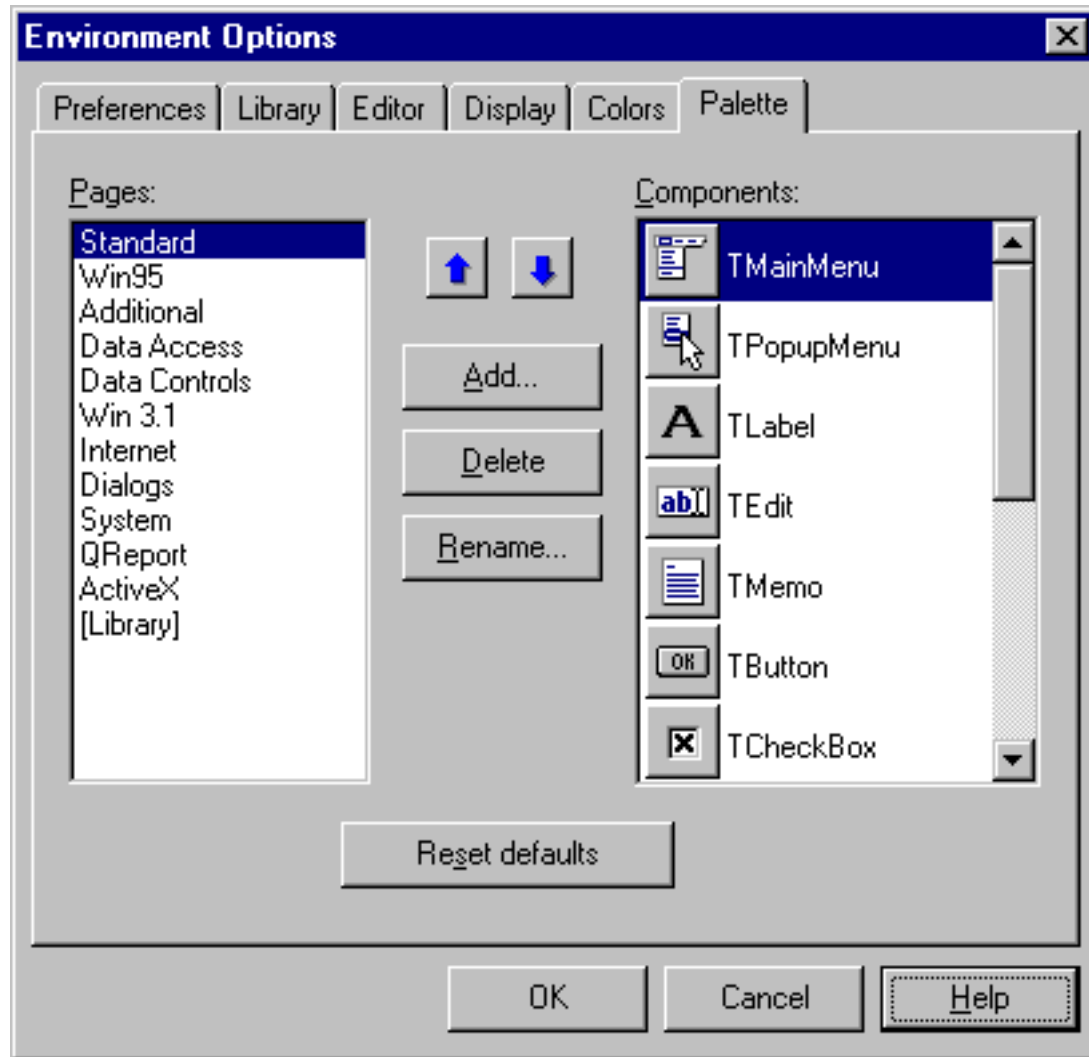 Environment Options
Preferences Library Editor Display Colors Palette
Pages:
Standard
Win95
Additional
Data Access
Data Controls
Win 3.1
Internet
Dialogs
System
QReport
ActiveX
[Library]
Add...
Delete
Rename...
Components:
TMainMenu
TPopupMenu
A TLabel
ab TEdit
TMemo
OK TButton
TCheckBox
Reset defaults
OK Cancel Help